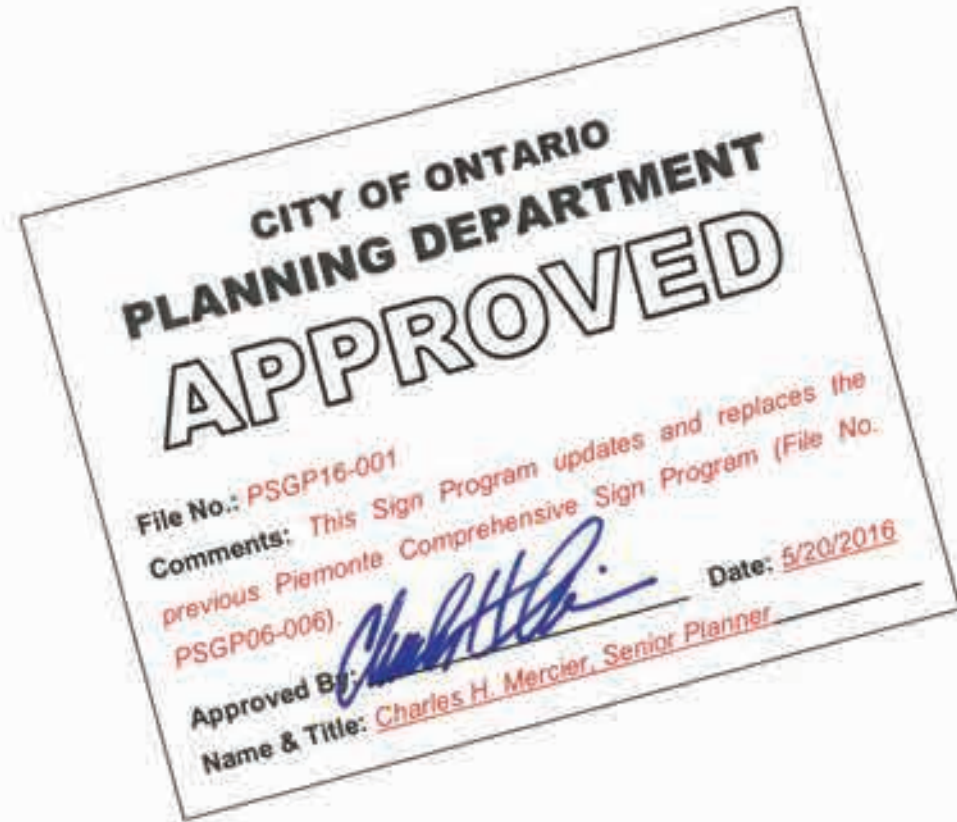 CITY OF ONTARIO
PLANNING DEPARTMENT
APPROVED
File No.: PSGP16-001
Comments: This Sign Program updates and replaces the
previous Piemonte Comprehensive Sign Program (File No.
PSGP06-006).
Approved By: Date: 5/20/2016
Name & Title: Charles H. Mercier, Senior Planner